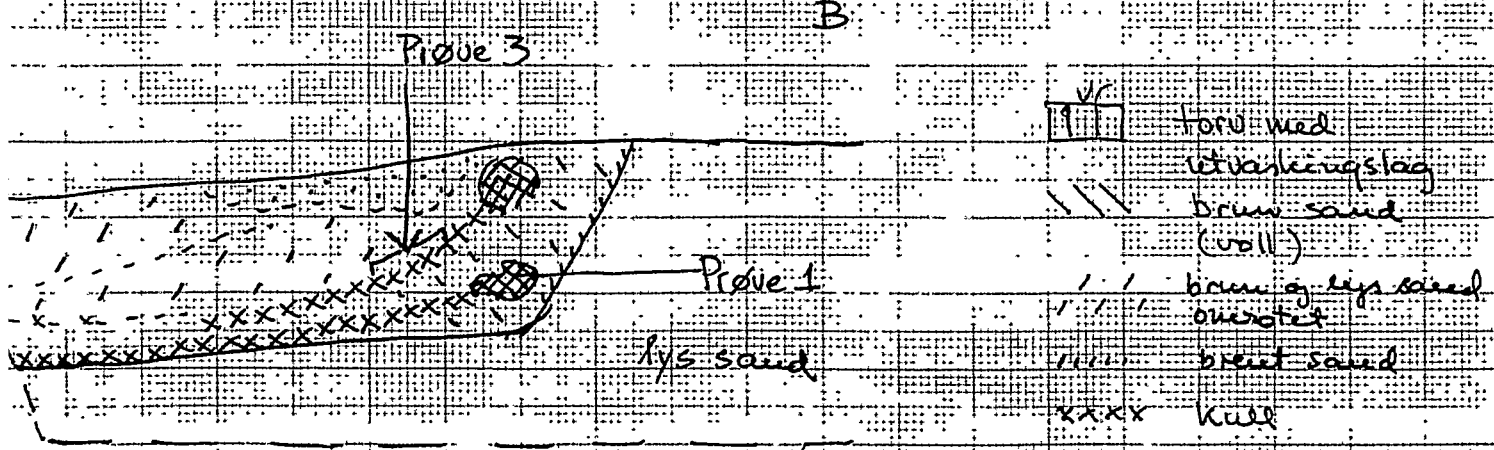 B
Prøve 3
torv med
utvaskingslag
brun sand
(voll)
Prøve 1
brun og lys sand
omrotet
lys sand
brent sand
xxxx Kull